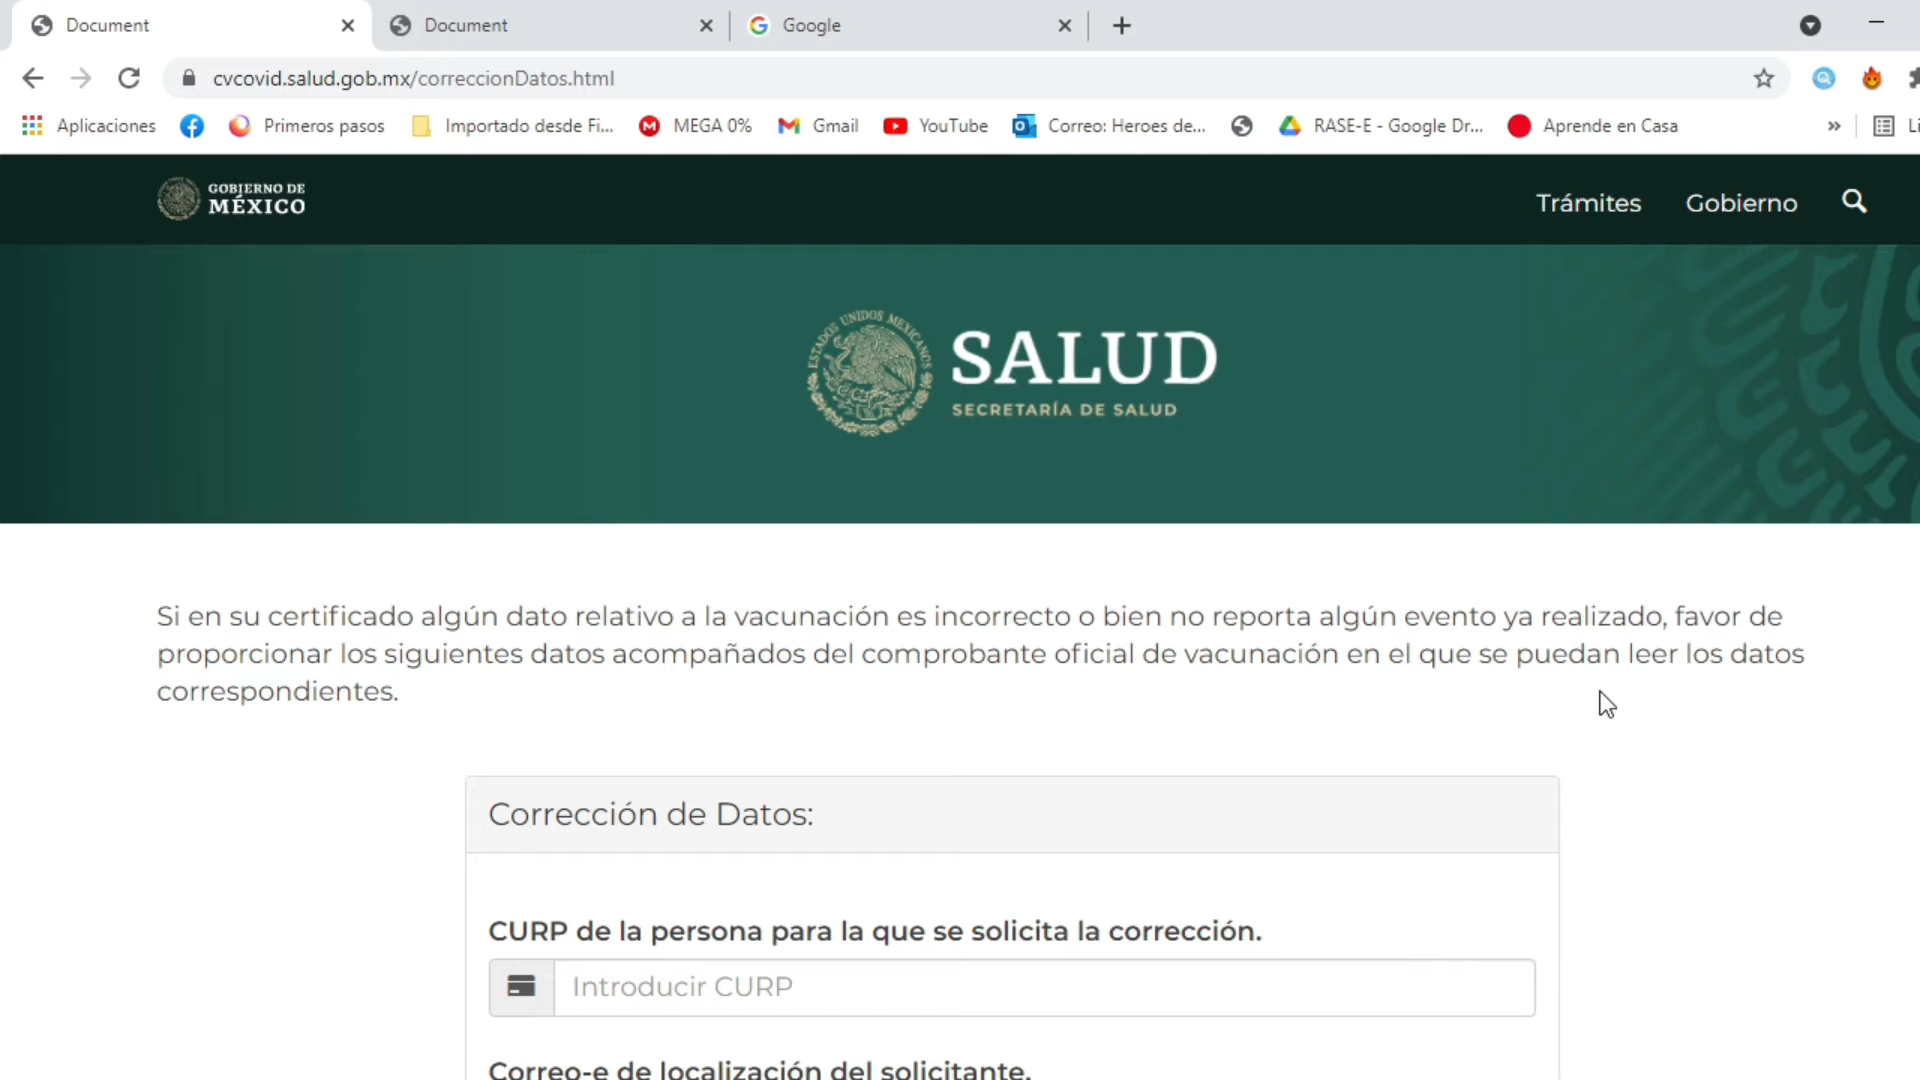 Document
Document
Google
cvcovid.salud.gob.mx/correccionDatos.html
Aplicaciones
Primeros pasos
Importado desde Fi...
MEGA 0%
Gmail
YouTube
Correo: Heroes de...
RASE-E - Google Dr...
Aprende en Casa
»
Li
GOBIERNO DE
MÉXICO
Trámites
Gobierno
ESTADOS UNIDOS MEXICANOS
SALUD
SECRETARÍA DE SALUD
Si en su certificado algún dato relativo a la vacunación es incorrecto o bien no reporta algún evento ya realizado, favor de
proporcionar los siguientes datos acompañados del comprobante oficial de vacunación en el que se puedan leer los datos
correspondientes.
Corrección de Datos:
CURP de la persona para la que se solicita la corrección.
Introducir CURP
Correo-e de localización del solicitante.